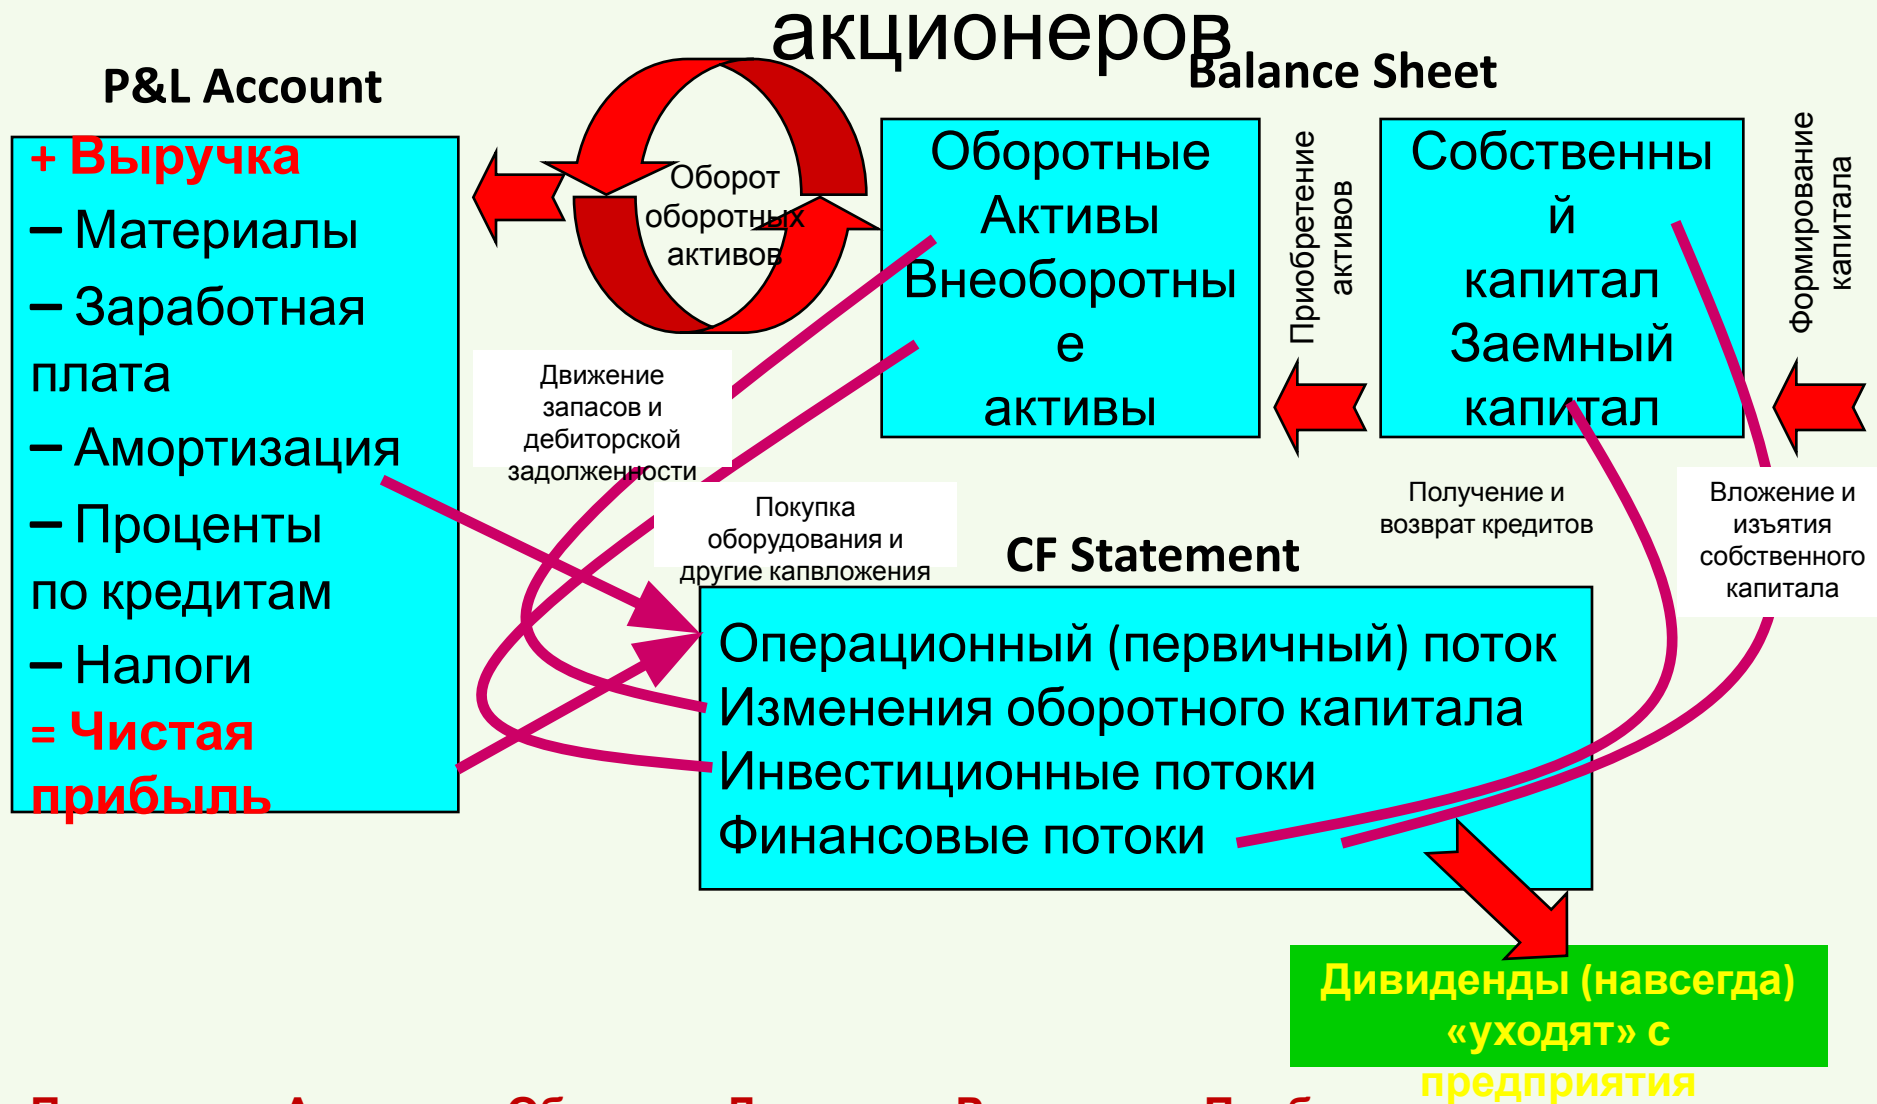 акционеров
P&L Account
Balance Sheet
+ Выручка
– Материалы
– Заработная
плата
– Амортизация
– Проценты
по кредитам
– Налоги
= Чистая
прибыль
Оборот
оборотных
активов
Оборотные
Активы
Внеоборотны
е
активы
Приобретение
активов
Собственны
й
капитал
Заемный
капитал
Формирование
капитала
Движение
запасов и
дебиторской
задолженности
Покупка
оборудования и
другие капвложения
Получение и
возврат кредитов
Вложение и
изъятия
собственного
капитала
CF Statement
Операционный (первичный) поток
Изменения оборотного капитала
Инвестиционные потоки
Финансовые потоки
Дивиденды (навсегда)
«уходят» с
предприятия